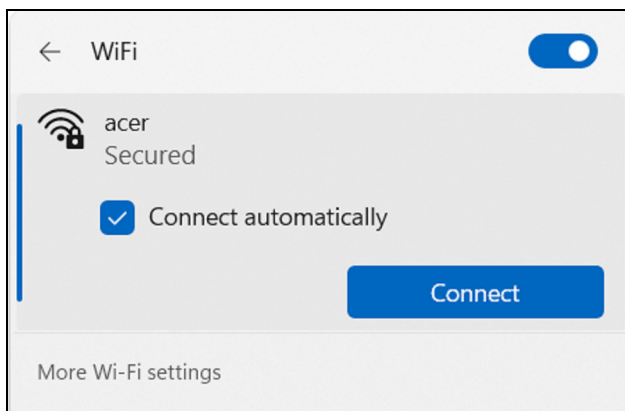 WiFi
acer
Secured
Connect automatically
Connect
More Wi-Fi settings